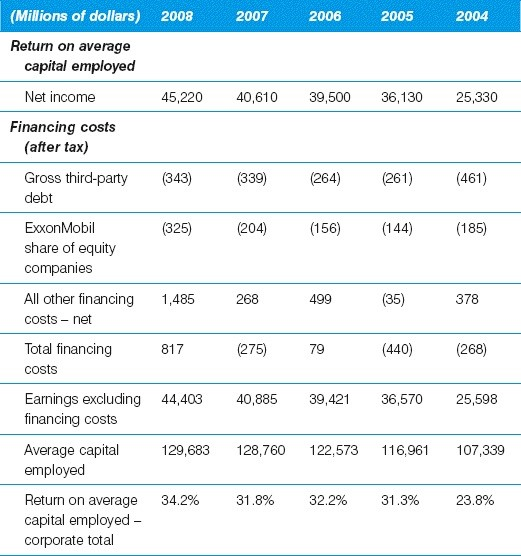 (Millions of dollars) 2008 2007 2006 2005 2004
Return on average
capital employed
Net income 45,220 40,610 39,500 36,130 25,330
Financing costs
(after tax)
Gross third-party (343) (339) (264) (261) (461)
debt
ExxonMobil (325) (204) (156) (144) (185)
share of equity
companies
All other financing 1,485 268 499 (35) 378
costs – net
Total financing 817 (275) 79 (440) (268)
costs
Earnings excluding 44,403 40,885 39,421 36,570 25,598
financing costs
Average capital 129,683 128,760 122,573 116,961 107,339
employed
Return on average 34.2% 31.8% 32.2% 31.3% 23.8%
capital employed –
corporate total